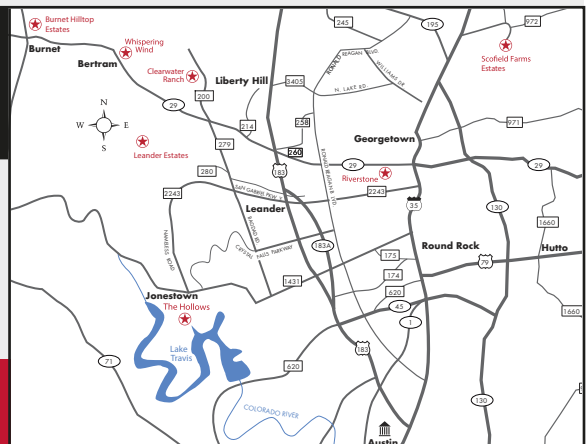 Burnet Hilltop
Estates
Burnet
Whispering
Wind
Bertram
Clearwater
Ranch
Liberty Hill
245
195
972
RONALD REAGAN BLVD.
WILLIAMS DR.
Scofield Farms
Estates
3405
N. LAKE RD.
200
29
214
258
260
971
N
W
E
S
Leander Estates
279
Georgetown
29
29
Riverstone
280
183
2243
2243
SAN GABRIEL PKW Y.
RONALD REAGAN BLVD
Leander
35
130
1660
BAGDAD RD.
CRYSTAL FALLS PARKWAY
NAMELESS ROAD
183A
Round Rock
Hutto
175
79
174
1431
620
Jonestown
The Hollows
45
1
1660
Lake
Travis
183
71
620
130
COLORADO RIVER
Austin